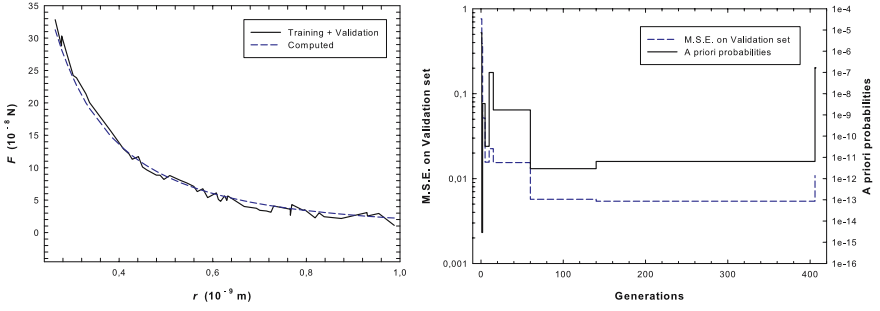 35
30
25
20
15
10
5
0
F (10⁻⁸ N)
0,4
0,6
0,8
1,0
r (10⁻⁹ m)
Training + Validation
Computed
1
0,1
0,01
0,001
M.S.E. on Validation set
0
100
200
300
400
Generations
M.S.E. on Validation set
A priori probabilities
1e-4
1e-5
1e-6
1e-7
1e-8
1e-9
1e-10
1e-11
1e-12
1e-13
1e-14
1e-15
1e-16
A priori probabilities